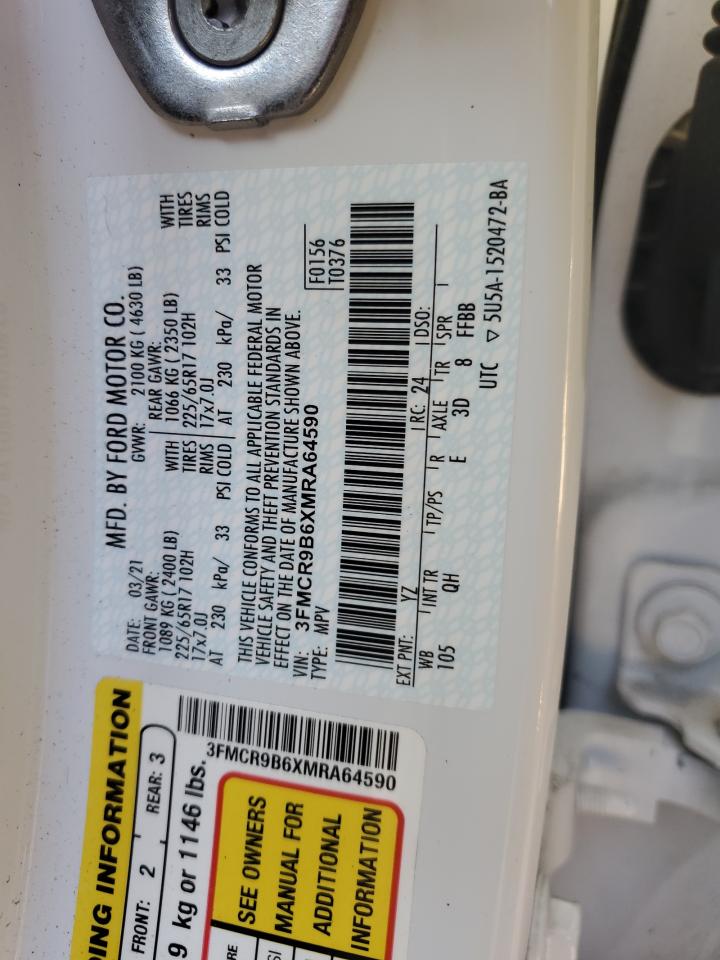 MFD. BY FORD MOTOR CO.
DATE: 03/21 GVWR: 2100 KG ( 4630 LB)
FRONT GAWR: REAR GAWR:
1089 KG ( 2400 LB) WITH 1066 KG ( 2350 LB) WITH
225/65R17 102H TIRES 225/65R17 102H TIRES
17x7.0J RIMS 17x7.0J RIMS
AT 230 kPa/ 33 PSI COLD AT 230 kPa/ 33 PSI COLD
THIS VEHICLE CONFORMS TO ALL APPLICABLE FEDERAL MOTOR
VEHICLE SAFETY AND THEFT PREVENTION STANDARDS IN
EFFECT ON THE DATE OF MANUFACTURE SHOWN ABOVE.
VIN: 3FMCR9B6XMRA64590
TYPE: MPV
F0156
T0376
EXT PNT: YZ RC: 24 DSO:
WB INT TR TP/PS R AXLE TR SPR
105 QH E 3D 8 FFBB
UTC ▽ 5U5A-1520472-BA
DING INFORMATION
FRONT: 2 REAR: 3
9 kg or 1146 lbs.
3FMCR9B6XMRA64590
SEE OWNERS
MANUAL FOR
ADDITIONAL
INFORMATION